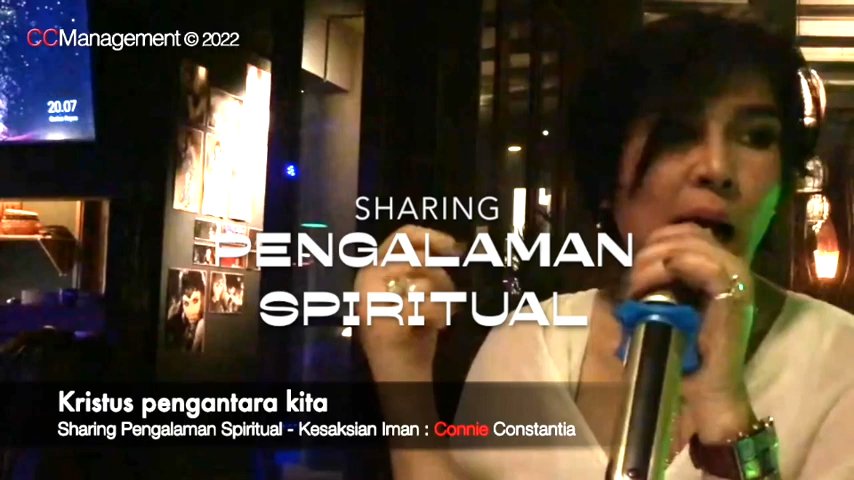 CCManagement © 2022
20.07
SHARING
PENGALAMAN
SPIRITUAL
Kristus pengantara kita
Sharing Pengalaman Spiritual - Kesaksian Iman : Connie Constantia